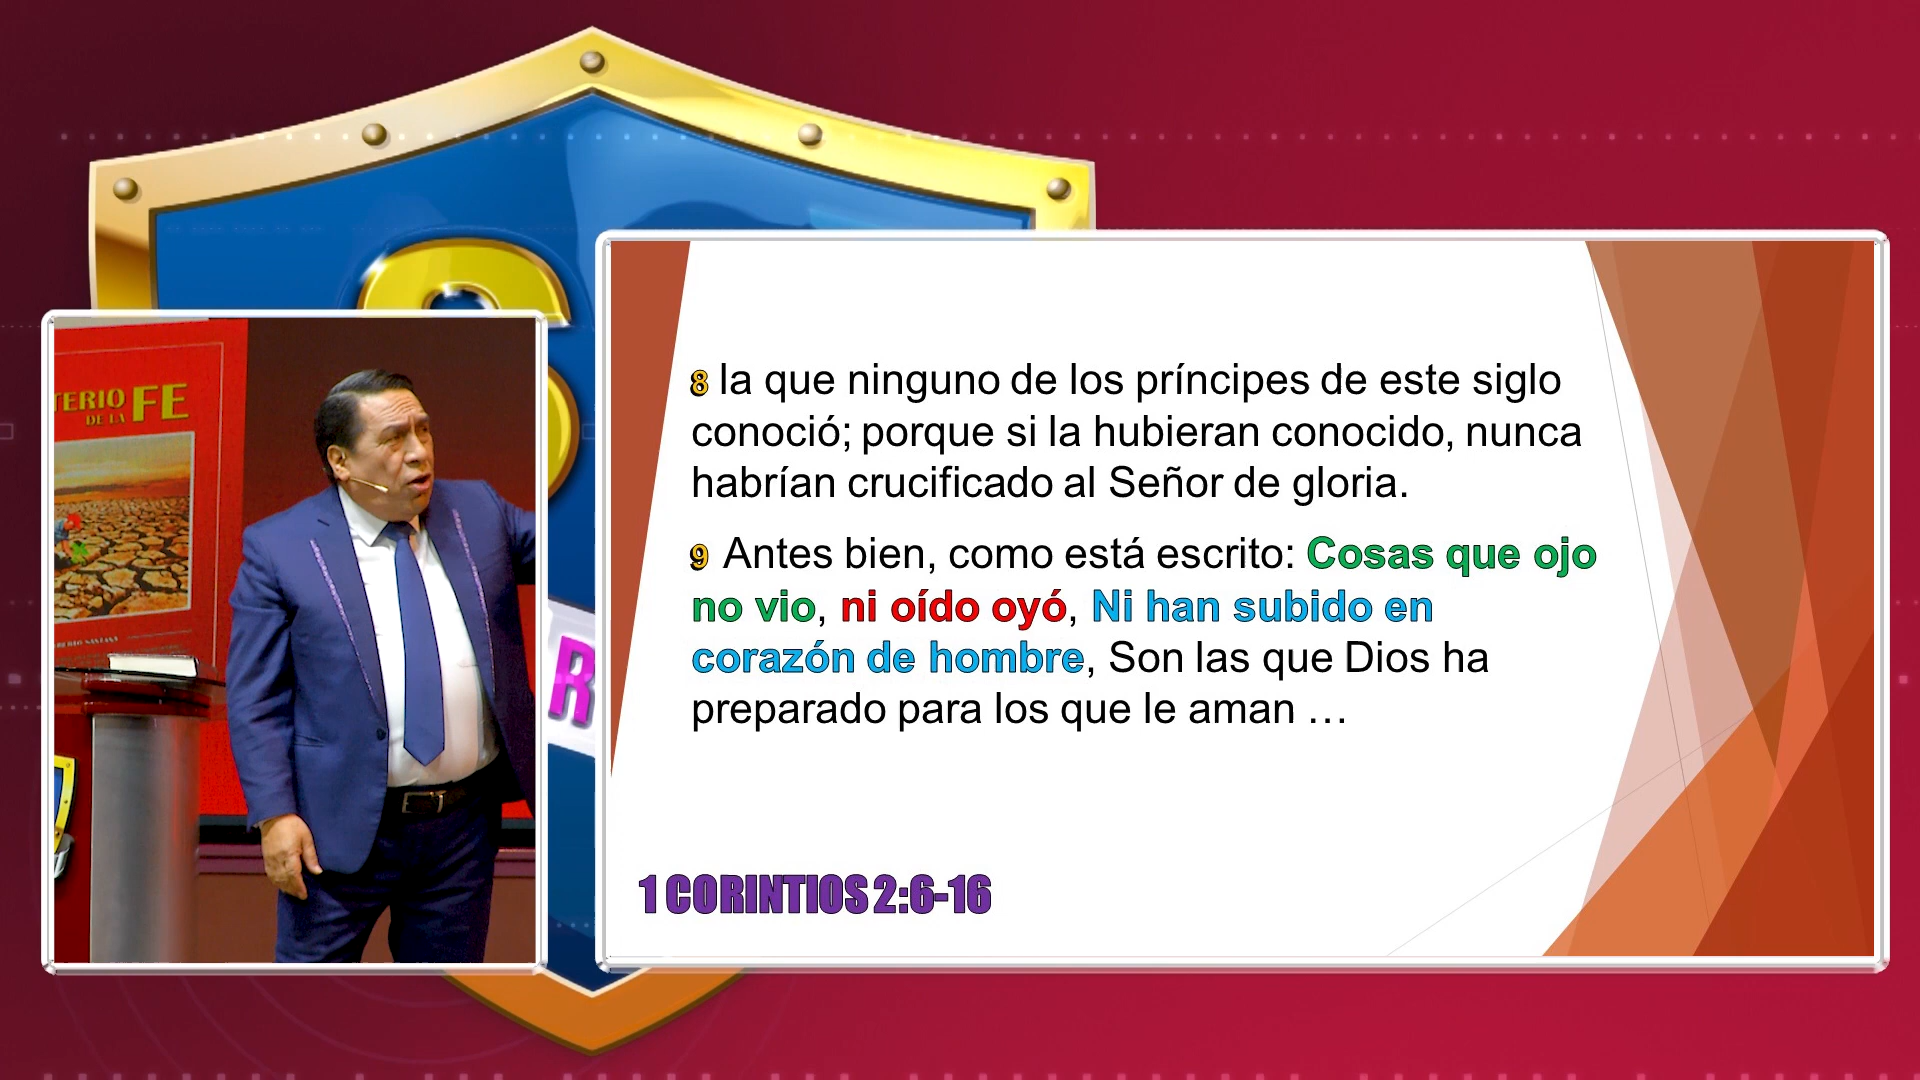 TERIO
DE LA FE
8 la que ninguno de los príncipes de este siglo
conoció; porque si la hubieran conocido, nunca
habrían crucificado al Señor de gloria.
9 Antes bien, como está escrito: Cosas que ojo
no vio, ni oído oyó, Ni han subido en
corazón de hombre, Son las que Dios ha
preparado para los que le aman …
1 CORINTIOS 2:6-16
R